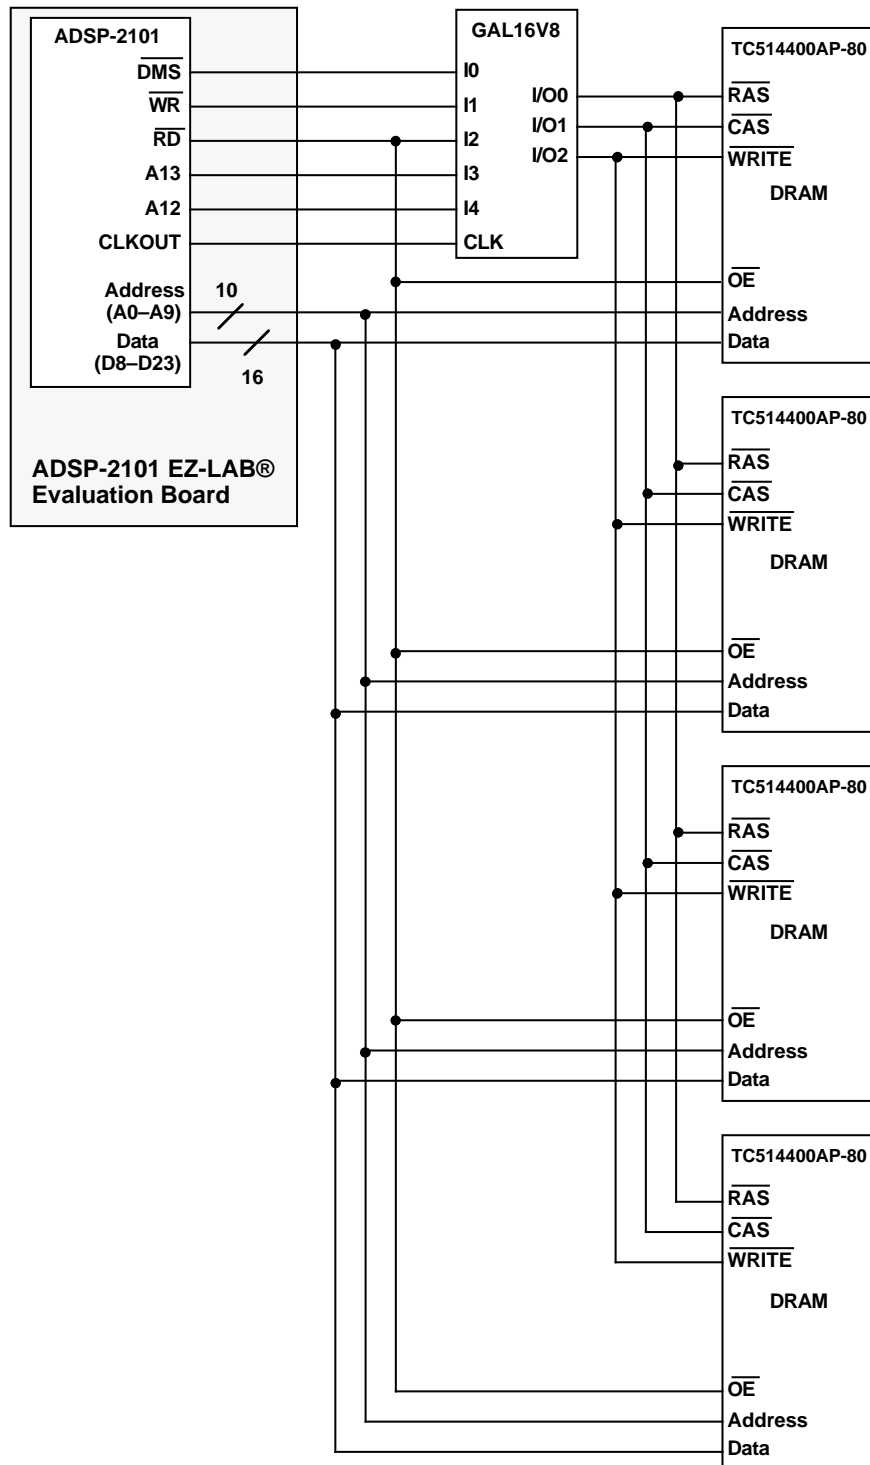 ADSP-2101
DMS
WR
RD
A13
A12
CLKOUT
Address
(A0–A9)
10
Data
(D8–D23)
16
ADSP-2101 EZ-LAB®
Evaluation Board
GAL16V8
I0
I1
I2
I3
I4
CLK
I/O0
I/O1
I/O2
TC514400AP-80
RAS
CAS
WRITE
DRAM
OE
Address
Data
TC514400AP-80
RAS
CAS
WRITE
DRAM
OE
Address
Data
TC514400AP-80
RAS
CAS
WRITE
DRAM
OE
Address
Data
TC514400AP-80
RAS
CAS
WRITE
DRAM
OE
Address
Data